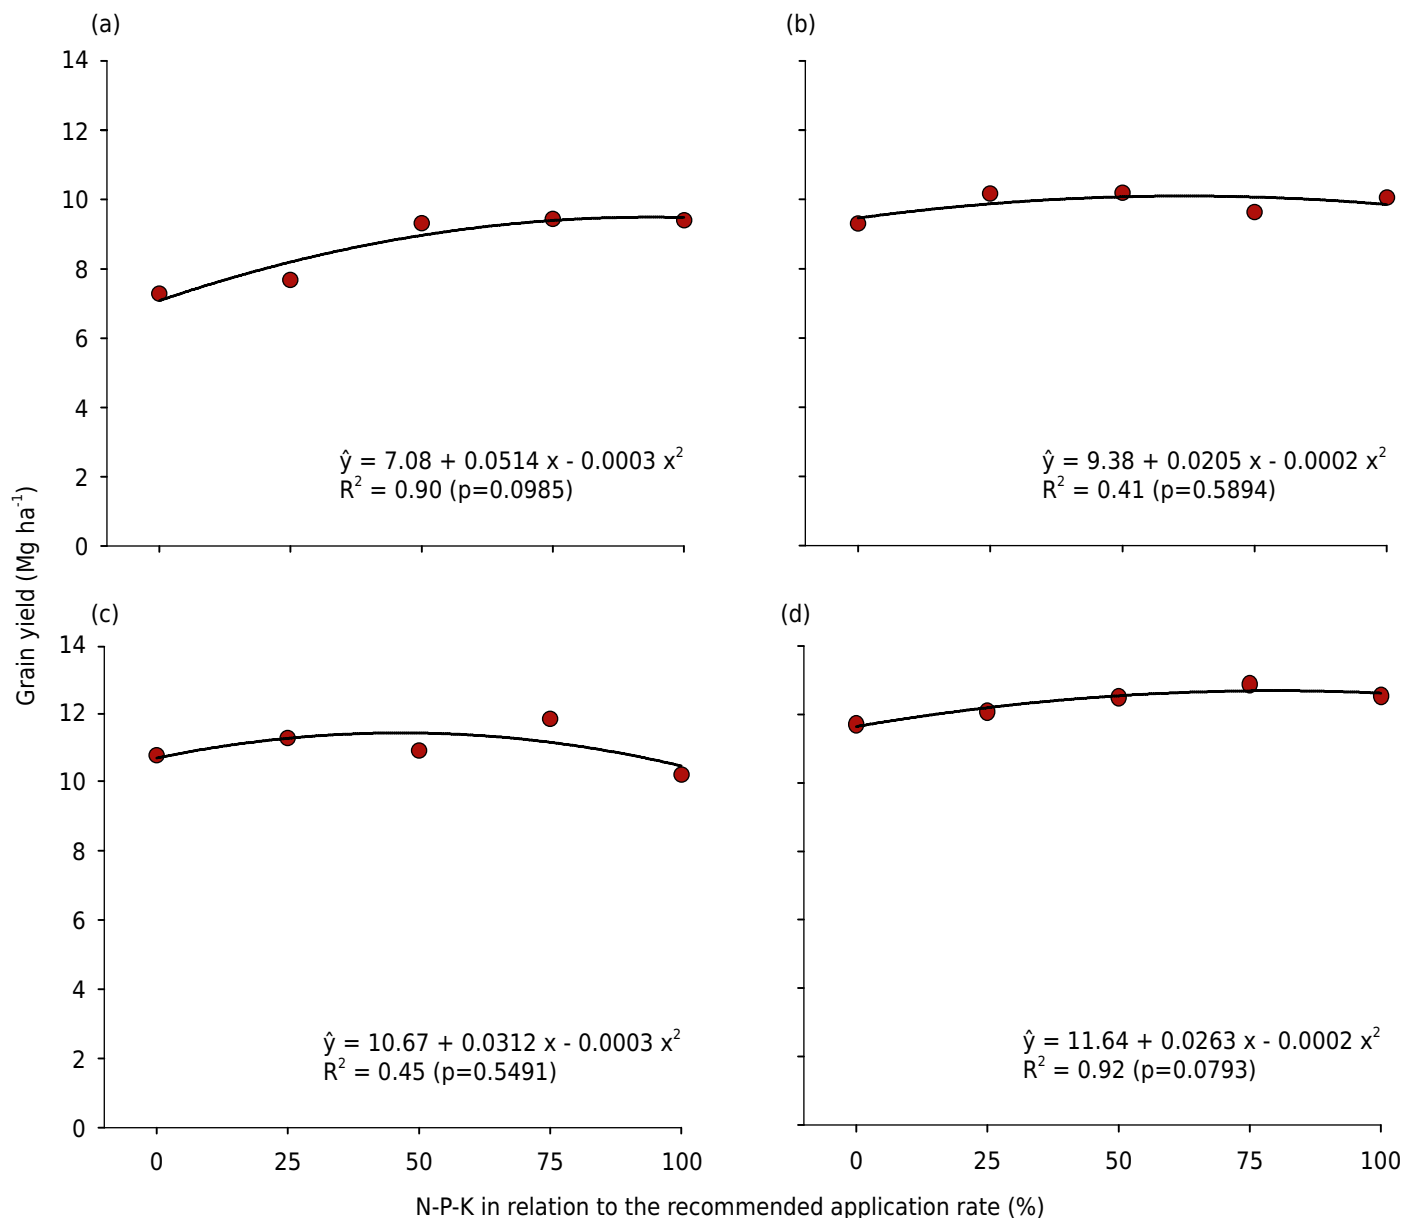 (a)
14
12
10
8
6
4
2
0
ŷ = 7.08 + 0.0514 x - 0.0003 x²
R² = 0.90 (p=0.0985)
(b)
ŷ = 9.38 + 0.0205 x - 0.0002 x²
R² = 0.41 (p=0.5894)
Grain yield (Mg ha⁻¹)
(c)
14
12
10
8
6
4
2
0
ŷ = 10.67 + 0.0312 x - 0.0003 x²
R² = 0.45 (p=0.5491)
0 25 50 75 100
(d)
ŷ = 11.64 + 0.0263 x - 0.0002 x²
R² = 0.92 (p=0.0793)
0 25 50 75 100
N-P-K in relation to the recommended application rate (%)